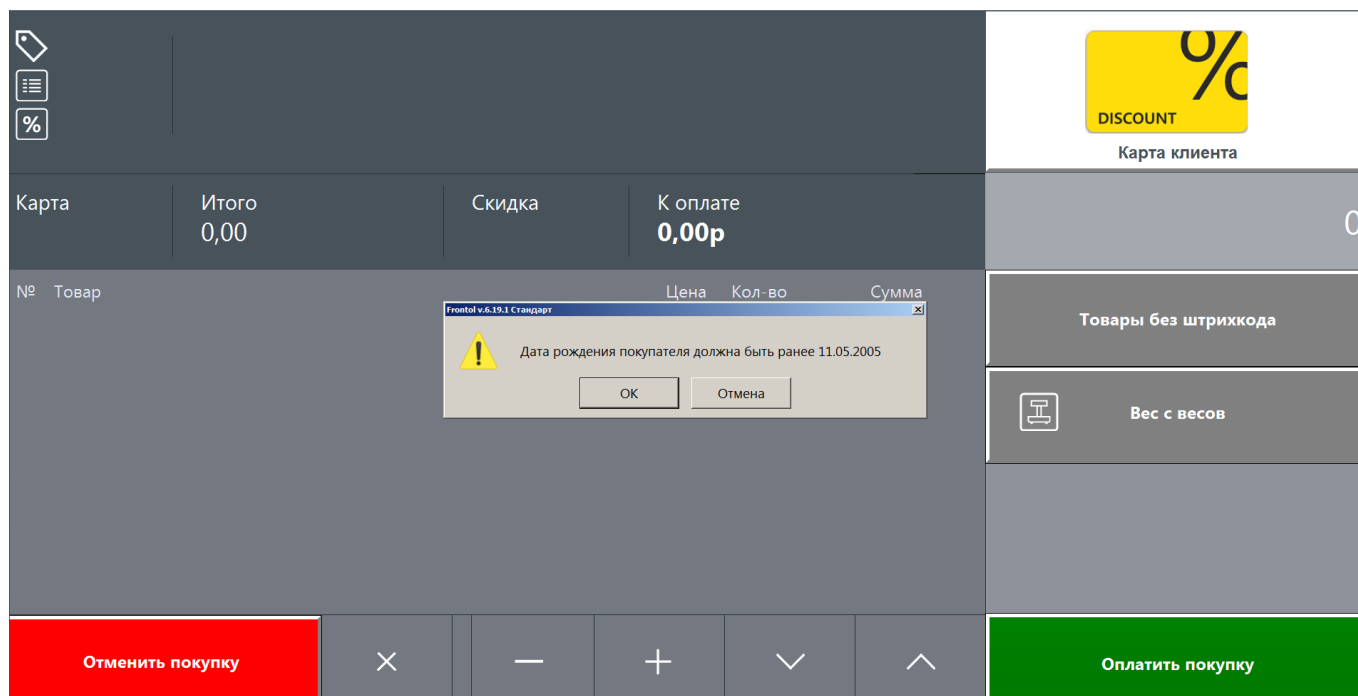 %
DISCOUNT
Карта клиента
%
Карта
Итого
Скидка
К оплате
0,00
0,00р
0
№ Товар Цена Кол-во Сумма
Frontol v.6.19.1 Стандарт
Дата рождения покупателя должна быть ранее 11.05.2005
ОК
Отмена
Товары без штрихкода
Вес с весов
Отменить покупку
Оплатить покупку